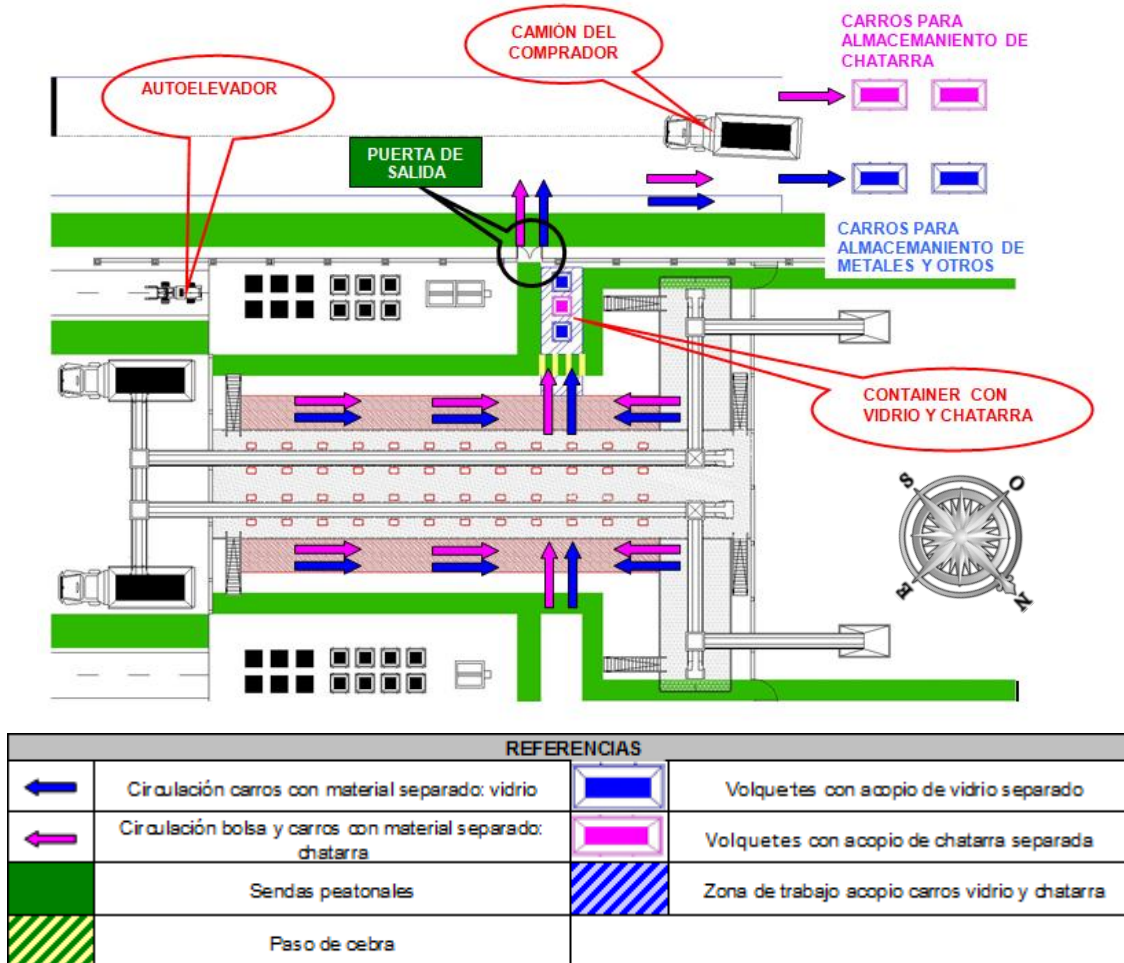 CAMIÓN DEL
COMPRADOR
CARROS PARA
ALMACEMANIENTO DE
CHATARRA
AUTOELEVADOR
PUERTA DE
SALIDA
CARROS PARA
ALMACEMANIENTO DE
METALES Y OTROS
CONTAINER CON
VIDRIO Y CHATARRA
S
O
E
N
REFERENCIAS
Circulación carros con material separado: vidrio
Volquetes con acopio de vidrio separado
Circulación bolsa y carros con material separado:
chatarra
Volquetes con acopio de chatarra separada
Sendas peatonales
Zona de trabajo acopio carros vidrio y chatarra
Paso de cebra